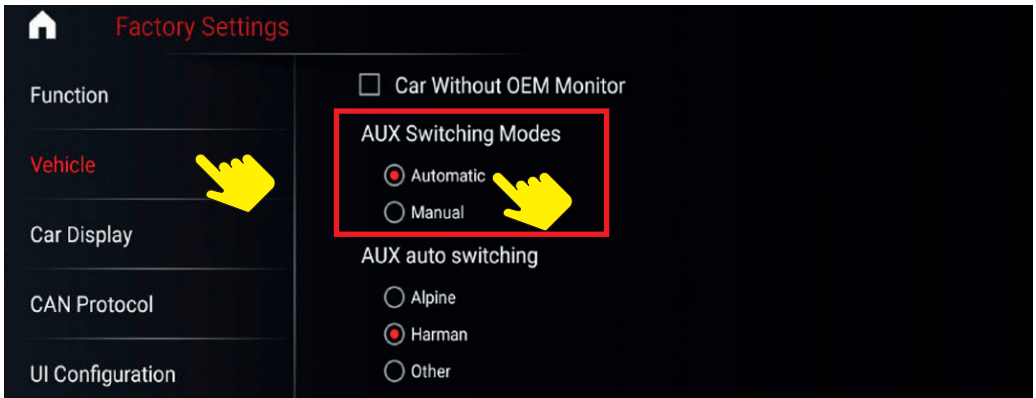 Factory Settings
Function
Vehicle
Car Display
CAN Protocol
UI Configuration
Car Without OEM Monitor
AUX Switching Modes
Automatic
Manual
AUX auto switching
Alpine
Harman
Other